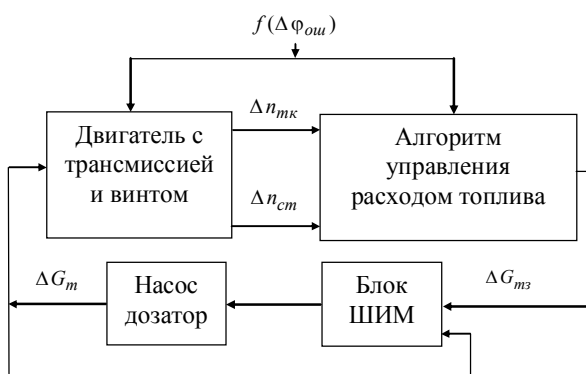 f(Δφош)
Двигатель с
трансмиссией
и винтом
Δnтк
Δnст
Алгоритм
управления
расходом топлива
ΔGт
Насос
дозатор
Блок
ШИМ
ΔGтз